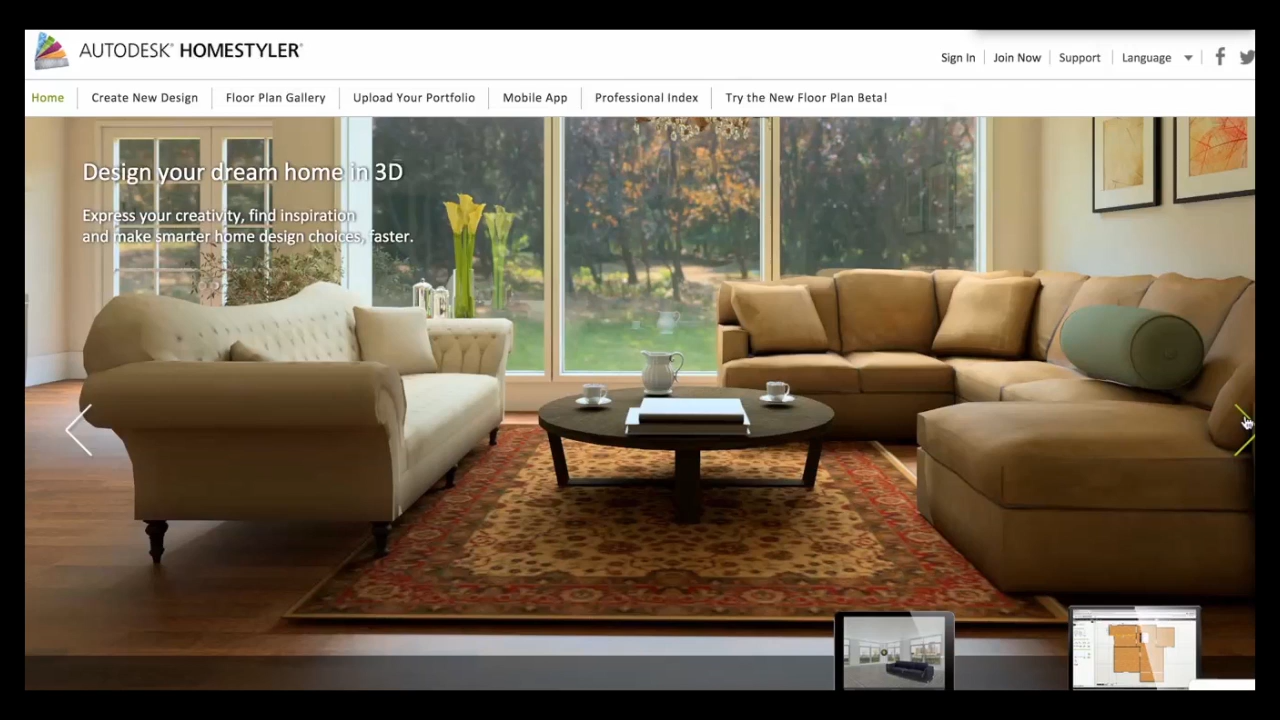 AUTODESK® HOMESTYLER®
Sign In
Join Now
Support
Language
Home
Create New Design
Floor Plan Gallery
Upload Your Portfolio
Mobile App
Professional Index
Try the New Floor Plan Beta!
Design your dream home in 3D
Express your creativity, find inspiration
and make smarter home design choices, faster.